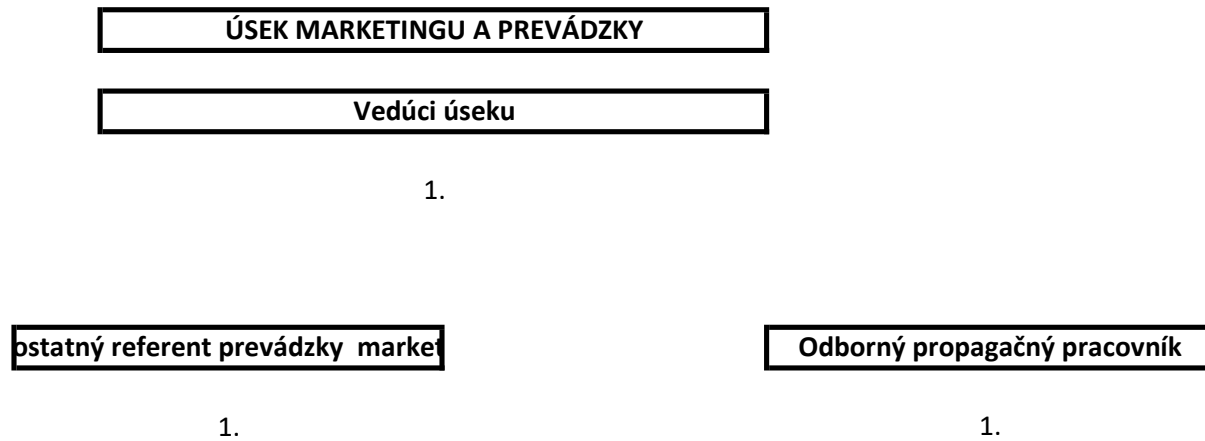 ÚSEK MARKETINGU A PREVÁDZKY
Vedúci úseku
1.
ostatný referent prevádzky  market
Odborný propagačný pracovník
1.
1.